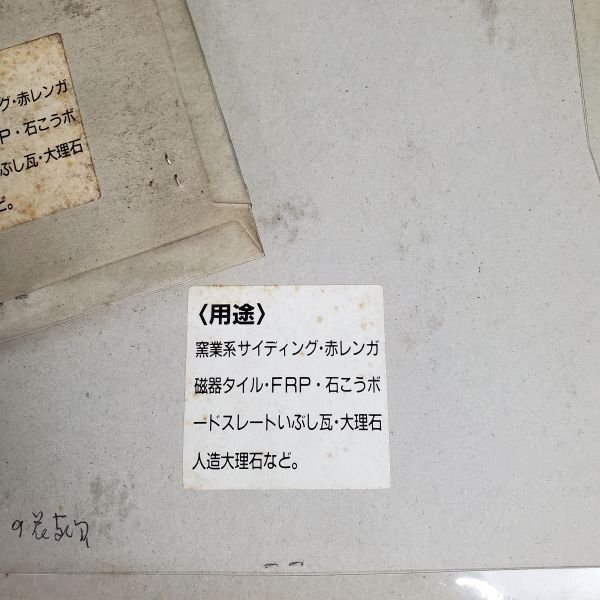 グ・赤レンガ
RP・石こうボ
ぶし瓦・大理石
ど。
〈用途〉
窯業系サイディング・赤レンガ
磁器タイル・FRP・石こうボ
ードスレートいぶし瓦・大理石
人造大理石など。